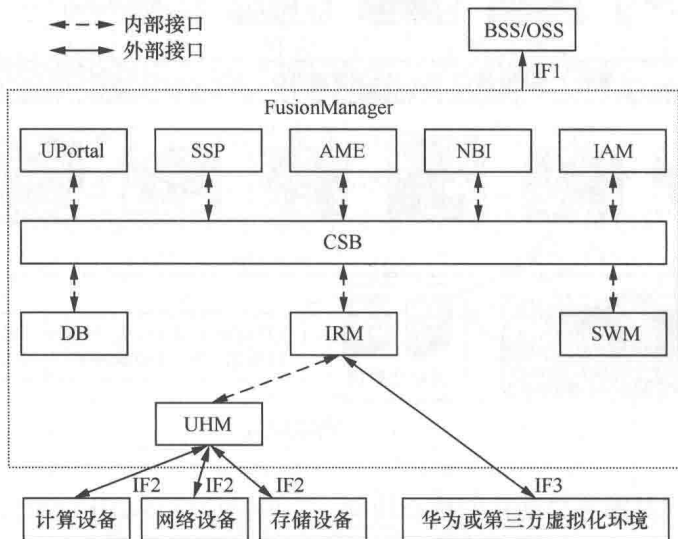 内部接口
外部接口
BSS/OSS
IF1
FusionManager
UPortal
SSP
AME
NBI
IAM
CSB
DB
IRM
SWM
UHM
IF2
IF2
IF2
IF3
计算设备
网络设备
存储设备
华为或第三方虚拟化环境